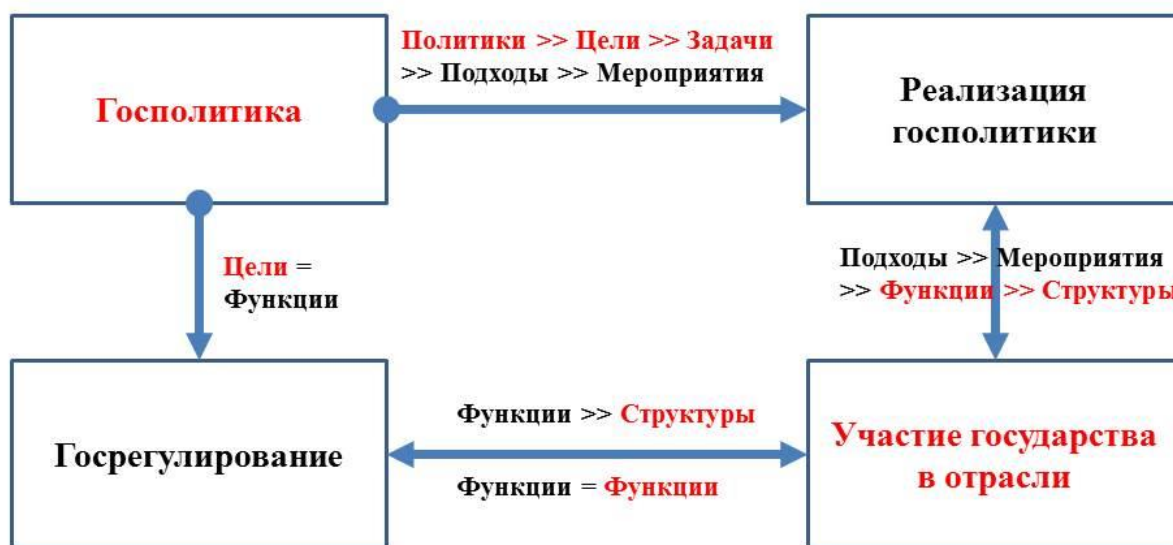 Политики >> Цели >> Задачи
>> Подходы >> Мероприятия
Госполитика
Реализация
госполитики
Цели =
Функции
Подходы >> Мероприятия
>> Функции >> Структуры
Госрегулирование
Функции >> Структуры
Функции = Функции
Участие государства
в отрасли